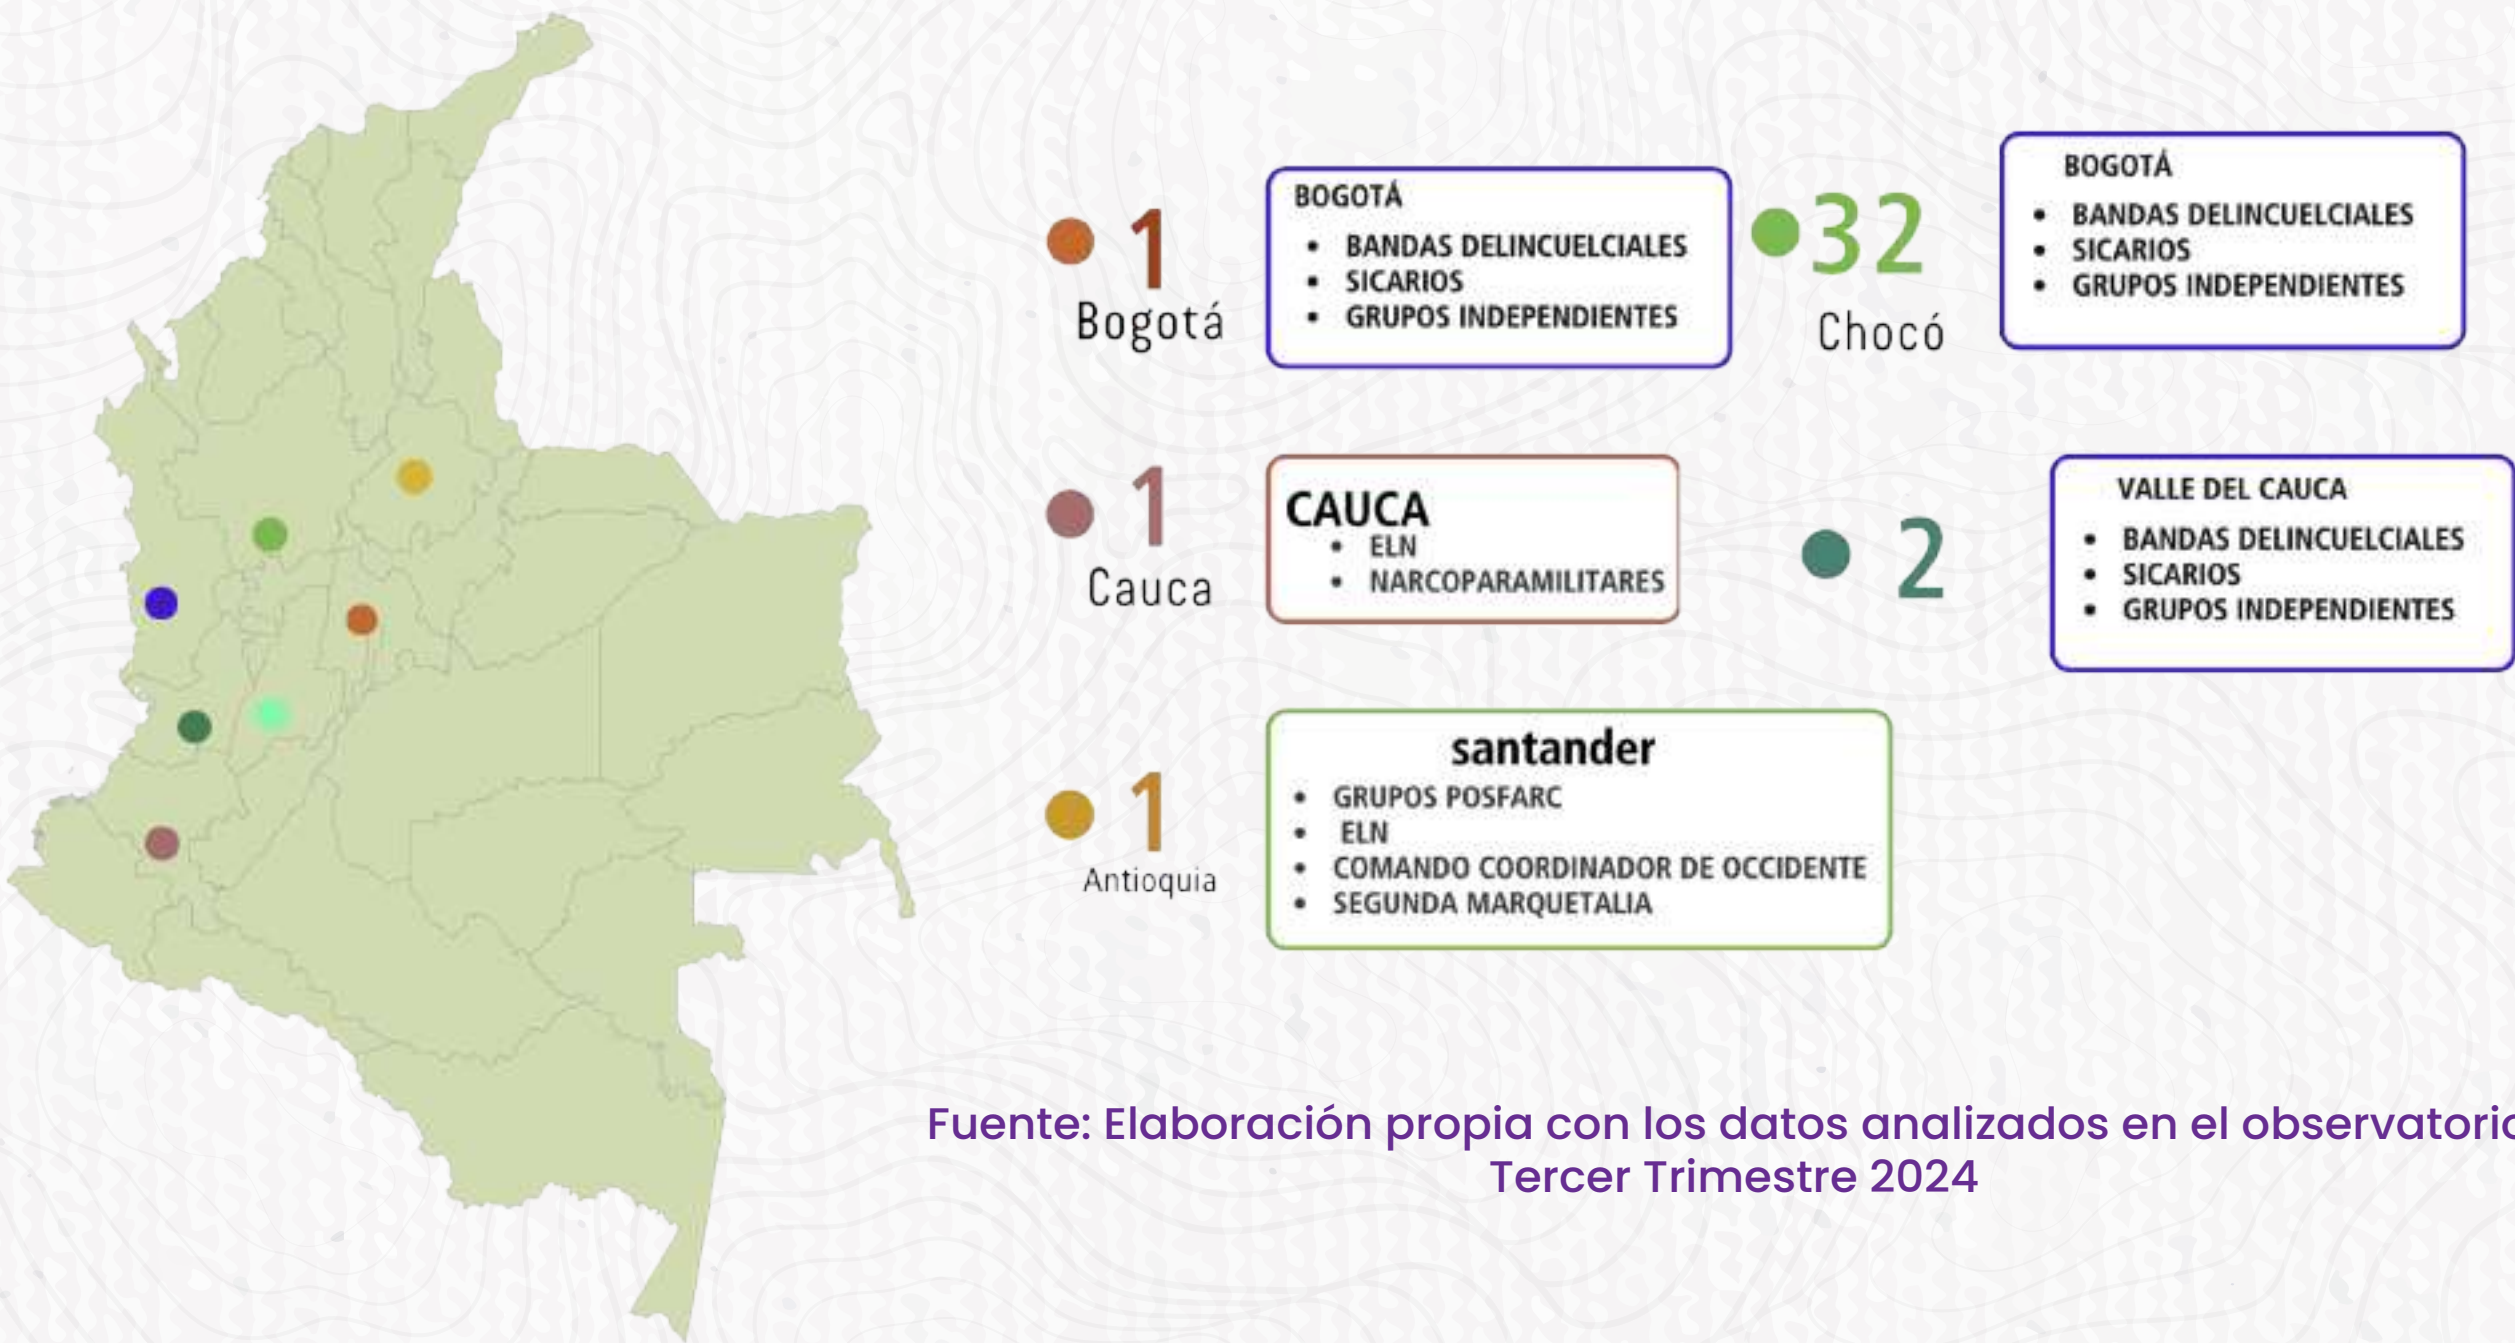 1
Bogotá
BOGOTÁ
• BANDAS DELINCUELCIALES
• SICARIOS
• GRUPOS INDEPENDIENTES
32
Chocó
BOGOTÁ
• BANDAS DELINCUELCIALES
• SICARIOS
• GRUPOS INDEPENDIENTES
1
Cauca
CAUCA
• ELN
• NARCOPARAMILITARES
2
VALLE DEL CAUCA
• BANDAS DELINCUELCIALES
• SICARIOS
• GRUPOS INDEPENDIENTES
1
Antioquia
santander
• GRUPOS POSFARC
• ELN
• COMANDO COORDINADOR DE OCCIDENTE
• SEGUNDA MARQUETALIA
Fuente: Elaboración propia con los datos analizados en el observatorio
Tercer Trimestre 2024